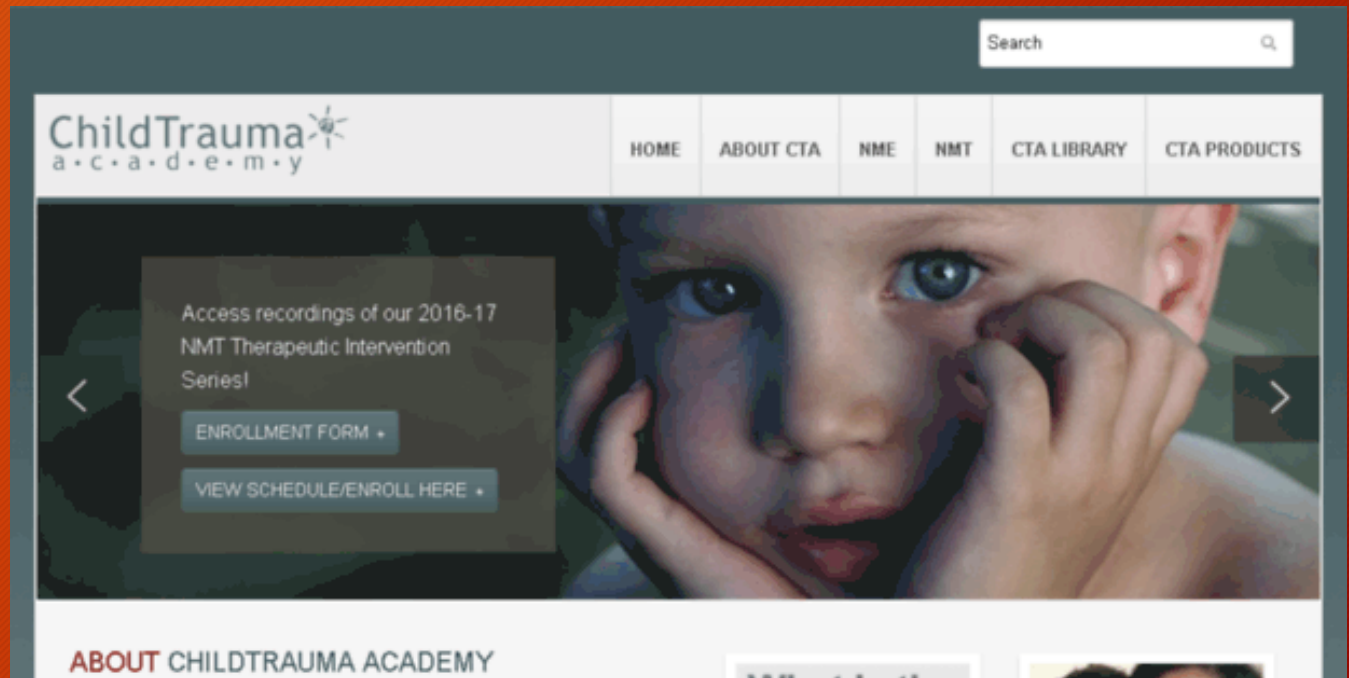 Search
ChildTrauma
a·c·a·d·e·m·y
HOME ABOUT CTA NME NMT CTA LIBRARY CTA PRODUCTS
Access recordings of our 2016-17
NMT Therapeutic Intervention
Series!
ENROLLMENT FORM +
VIEW SCHEDULE/ENROLL HERE +
ABOUT CHILDTRAUMA ACADEMY